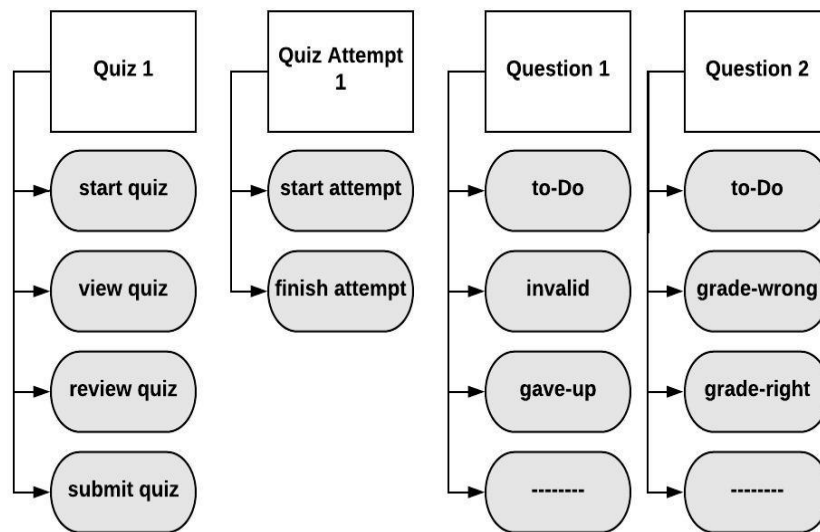 Quiz 1
Quiz Attempt
1
Question 1
Question 2
start quiz
start attempt
to-Do
to-Do
view quiz
finish attempt
invalid
grade-wrong
review quiz
gave-up
grade-right
submit quiz
--------
--------